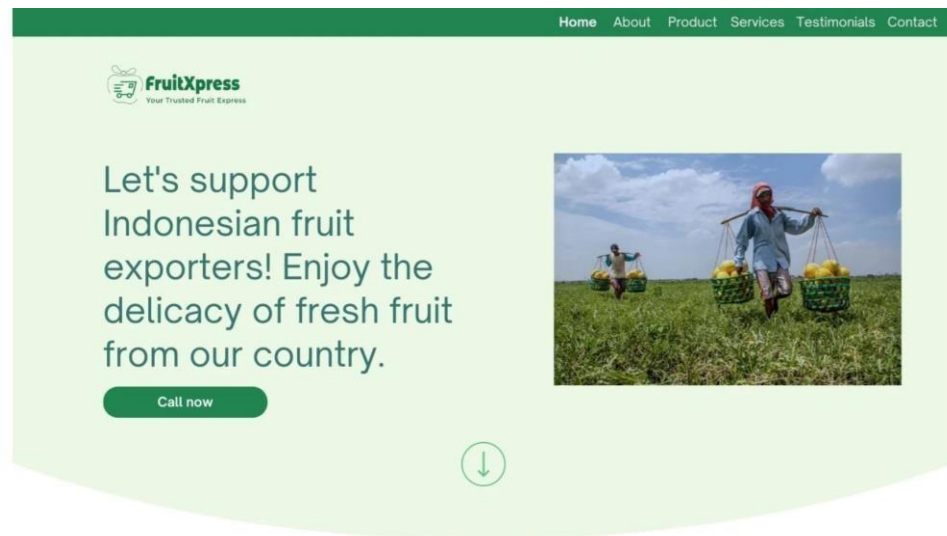 Home About Product Services Testimonials Contact
FruitXpress
Your Trusted Fruit Express
Let's support
Indonesian fruit
exporters! Enjoy the
delicacy of fresh fruit
from our country.
Call now